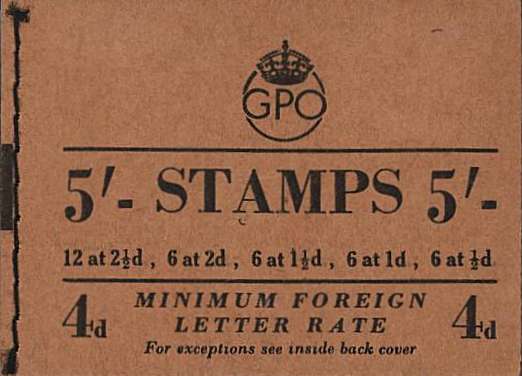 GPO
5/- STAMPS 5/-
12 at 2½d, 6 at 2d, 6 at 1½d, 6 at 1d, 6 at ½d
4d MINIMUM FOREIGN 4d
LETTER RATE
For exceptions see inside back cover